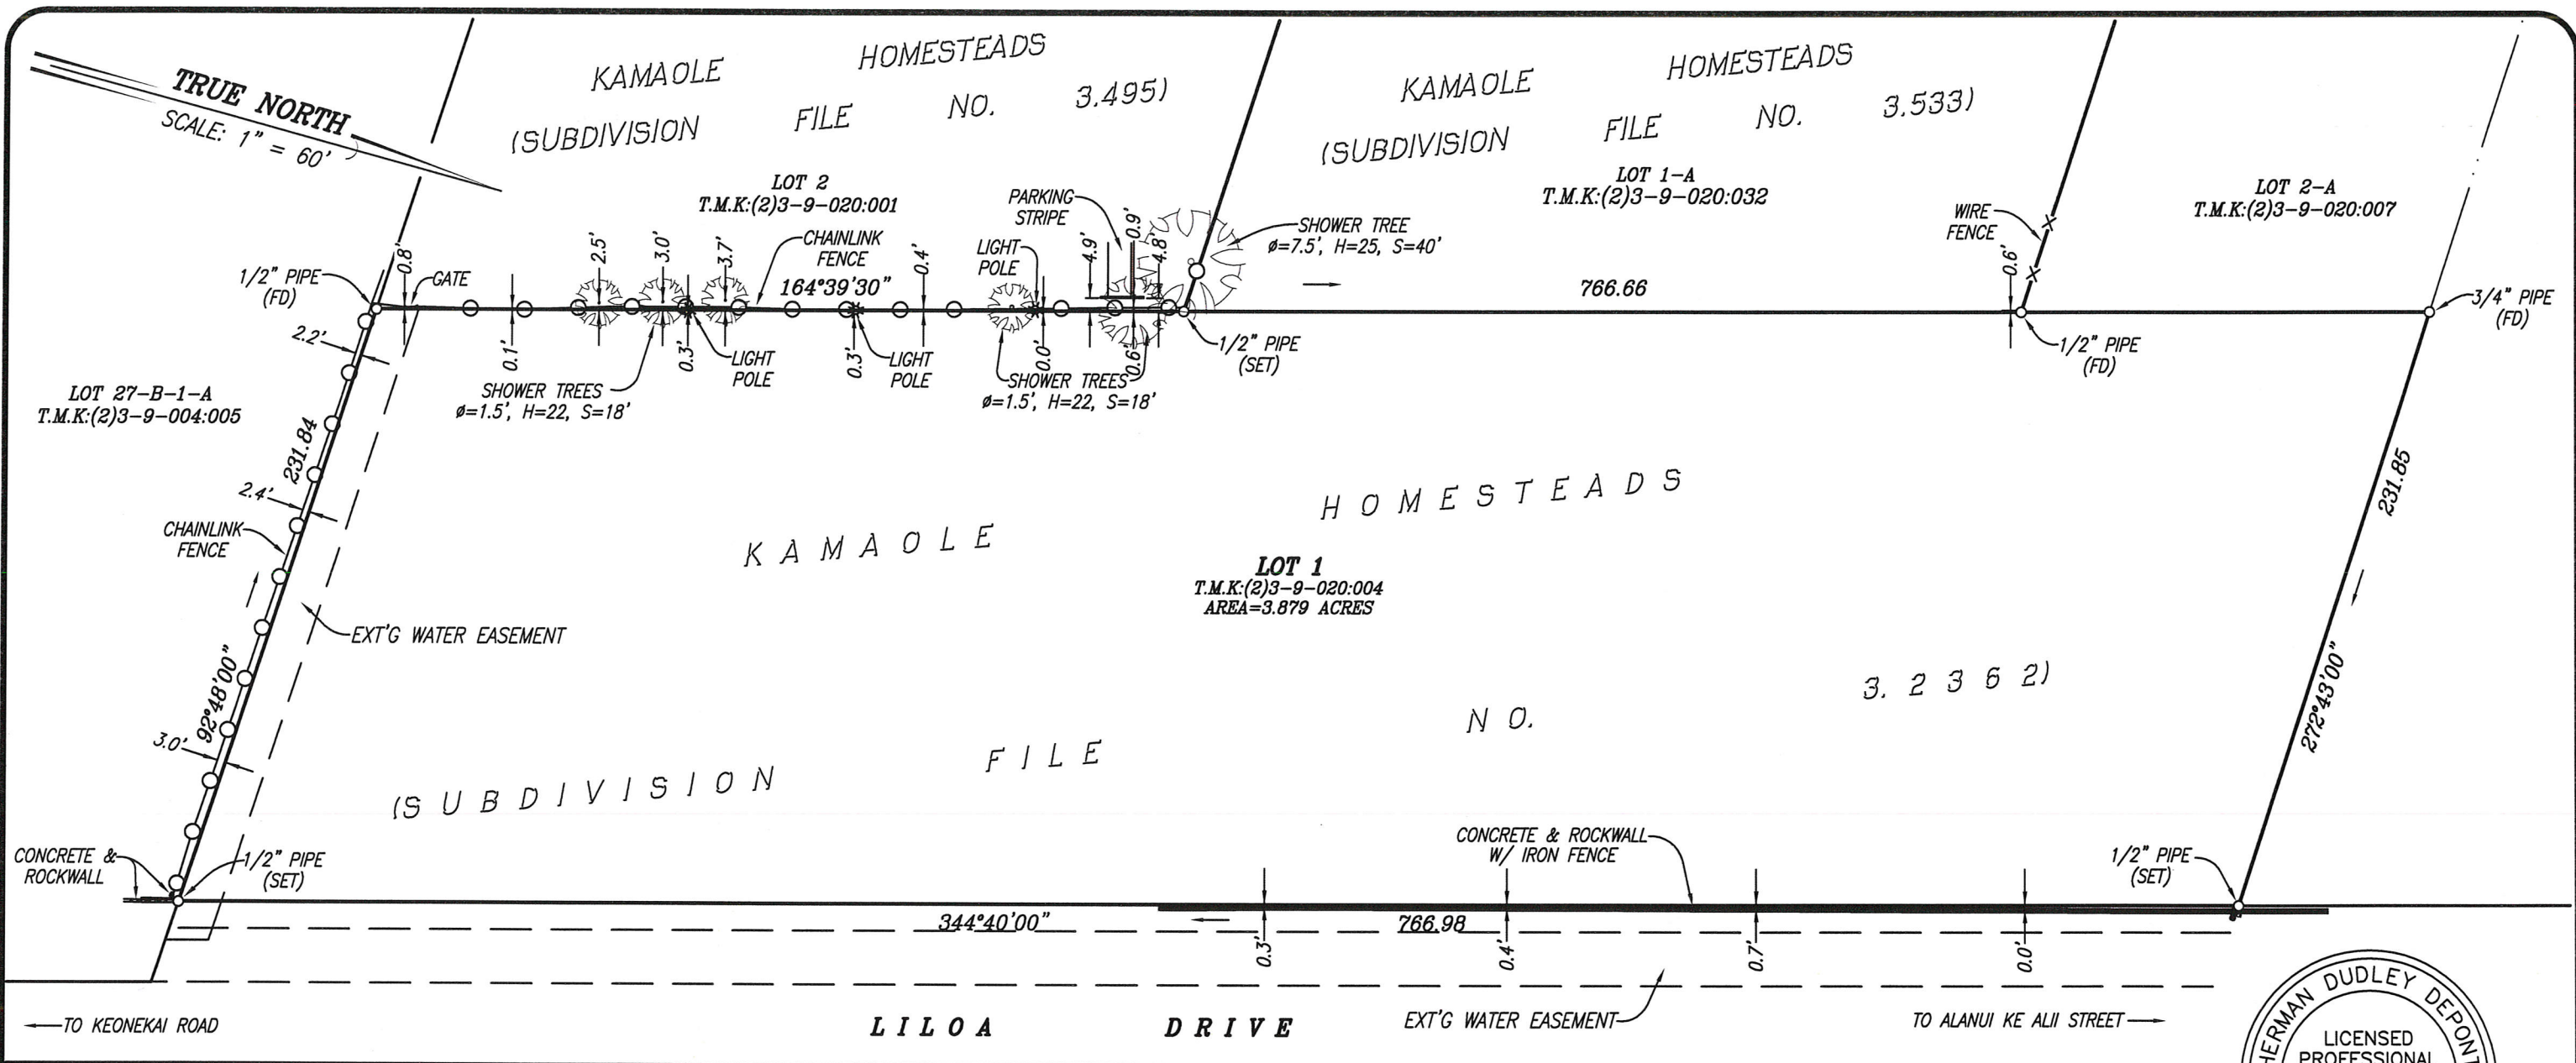 TRUE NORTH
SCALE: 1" = 60'
KAMAOLE HOMESTEADS
(SUBDIVISION FILE NO. 3.495)
KAMAOLE HOMESTEADS
(SUBDIVISION FILE NO. 3.533)
LOT 2
T.M.K:(2)3-9-020:001
LOT 1-A
T.M.K:(2)3-9-020:032
LOT 2-A
T.M.K:(2)3-9-020:007
PARKING
STRIPE
SHOWER TREE
ø=7.5', H=25, S=40'
WIRE
FENCE
1/2" PIPE
(FD)
0.8'
GATE
2.5'
3.0'
3.7'
CHAINLINK
FENCE
164°39'30"
0.4'
LIGHT
POLE
4.9'
0.9'
4.8'
766.66
0.6'
3/4" PIPE
(FD)
2.2'
0.1'
0.3'
LIGHT
POLE
0.3'
LIGHT
POLE
0.0'
0.6'
1/2" PIPE
(SET)
1/2" PIPE
(FD)
SHOWER TREES
ø=1.5', H=22, S=18'
SHOWER TREES
ø=1.5', H=22, S=18'
LOT 27-B-1-A
T.M.K:(2)3-9-004:005
231.84
2.4'
CHAINLINK
FENCE
231.85
KAMAOLE HOMESTEADS
LOT 1
T.M.K:(2)3-9-020:004
AREA=3.879 ACRES
EXT'G WATER EASEMENT
92°48'00"
3.0'
272°43'00"
(SUBDIVISION FILE NO. 3.2362)
CONCRETE &
ROCKWALL
1/2" PIPE
(SET)
CONCRETE & ROCKWALL
W/ IRON FENCE
1/2" PIPE
(SET)
344°40'00"
766.98
0.3'
0.4'
0.7'
0.0'
TO KEONEKAI ROAD
LILOA DRIVE
EXT'G WATER EASEMENT
TO ALANUI KE ALII STREET
HERMAN DUDLEY DEPONT
LICENSED
PROFESSIONAL